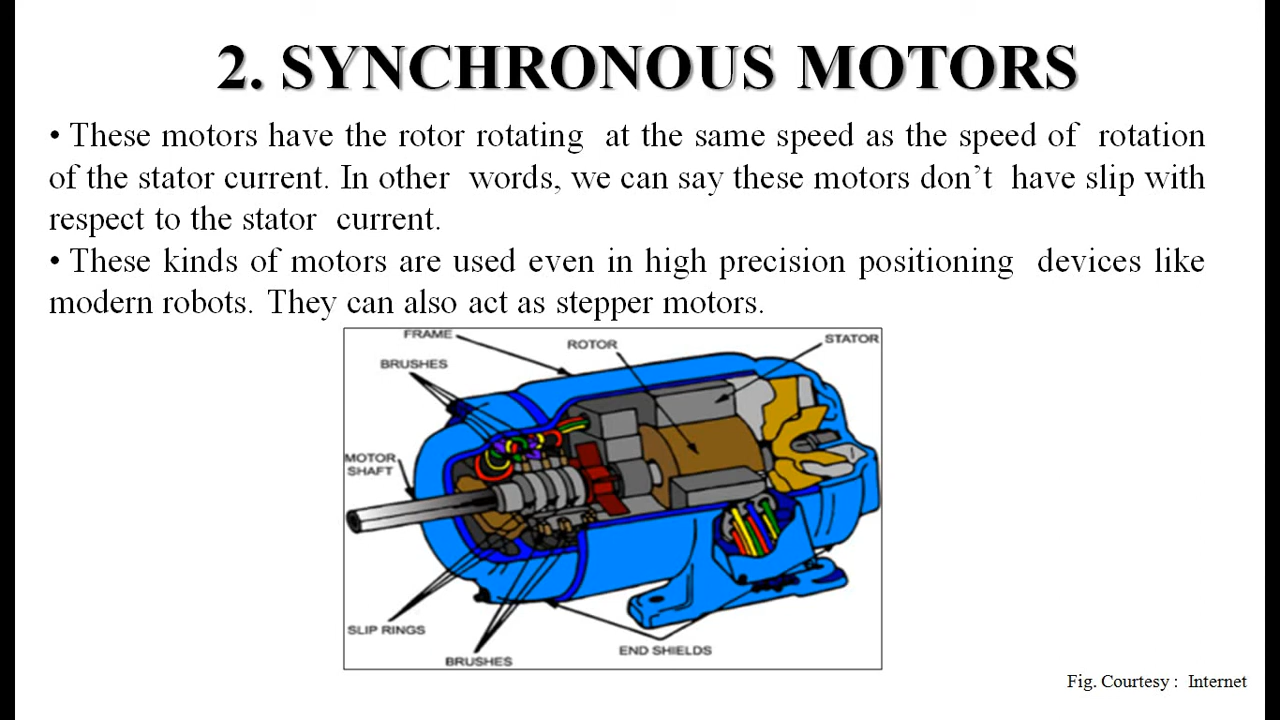 2. SYNCHRONOUS MOTORS
• These motors have the rotor rotating at the same speed as the speed of rotation
of the stator current. In other words, we can say these motors don’t have slip with
respect to the stator current.
• These kinds of motors are used even in high precision positioning devices like
modern robots. They can also act as stepper motors.
FRAME
ROTOR
STATOR
BRUSHES
MOTOR
SHAFT
SLIP RINGS
BRUSHES
END SHIELDS
Fig. Courtesy : Internet